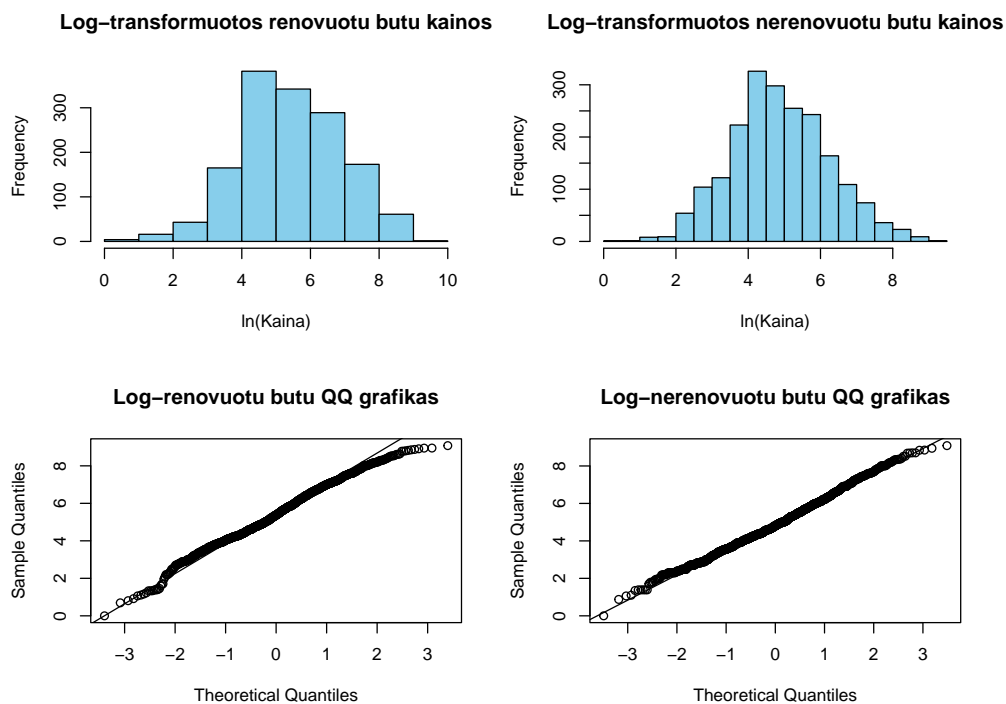 Log−transformuotos renovuotu butu kainos
Frequency
0 100 200 300
0 2 4 6 8 10
ln(Kaina)
Log−transformuotos nerenovuotu butu kainos
Frequency
0 100 200 300
0 2 4 6 8
ln(Kaina)
Log−renovuotu butu QQ grafikas
Sample Quantiles
0 2 4 6 8
−3 −2 −1 0 1 2 3
Theoretical Quantiles
Log−nerenovuotu butu QQ grafikas
Sample Quantiles
0 2 4 6 8
−3 −2 −1 0 1 2 3
Theoretical Quantiles